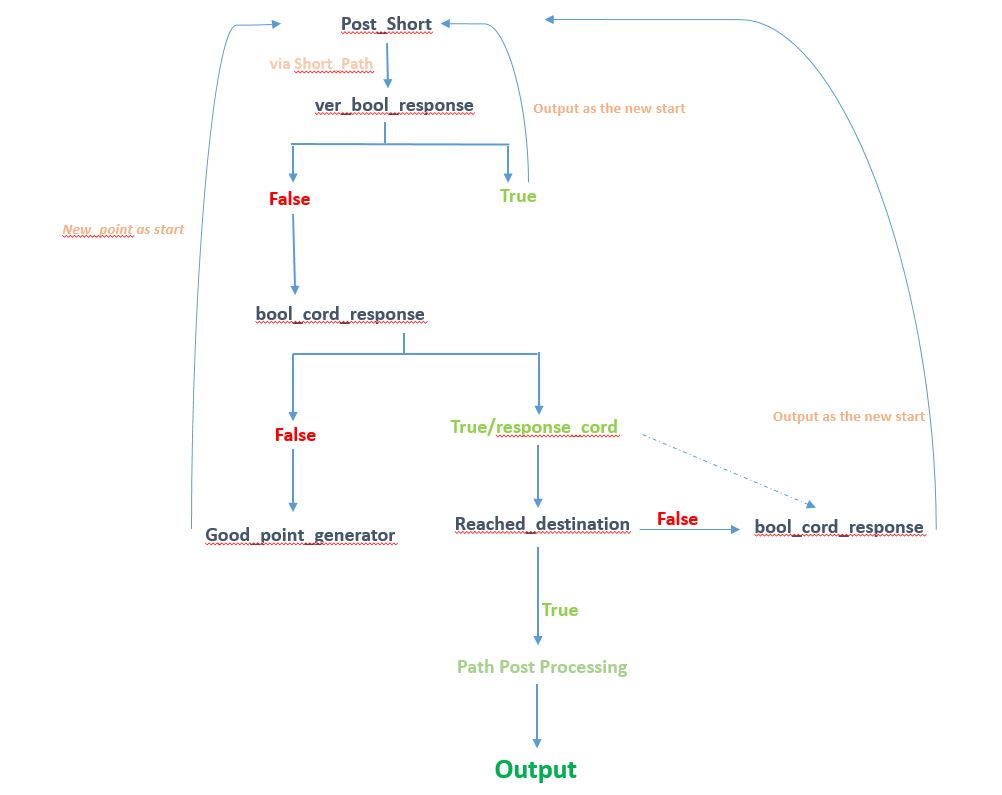 Post_Short
via Short_Path
ver_bool_response
Output as the new start
False
True
New_point as start
bool_cord_response
Output as the new start
False
True/response_cord
Good_point_generator
Reached_destination
False
bool_cord_response
True
Path Post Processing
Output